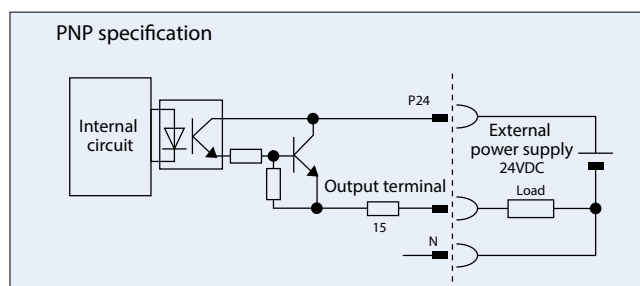 PNP specification
P24
Internal
circuit
External
power supply
24VDC
Output terminal
Load
15
N